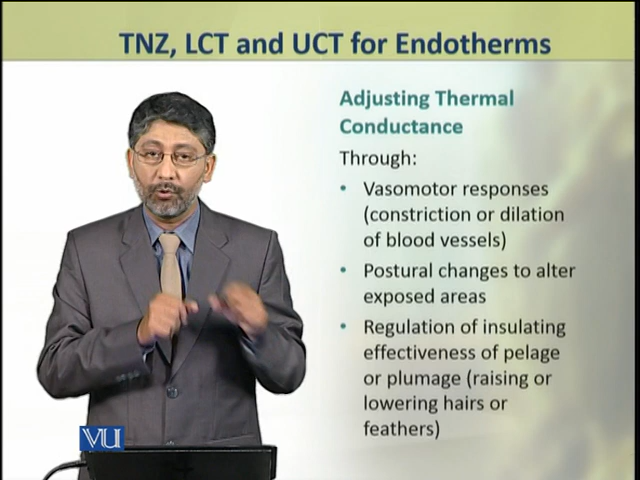 TNZ, LCT and UCT for Endotherms
Adjusting Thermal
Conductance
Through:
• Vasomotor responses
(constriction or dilation
of blood vessels)
• Postural changes to alter
exposed areas
• Regulation of insulating
effectiveness of pelage
or plumage (raising or
lowering hairs or
feathers)
VU